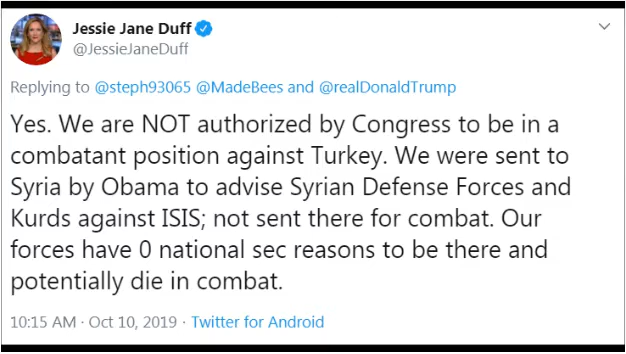 Jessie Jane Duff
@JessieJaneDuff
Replying to @steph93065 @MadeBees and @realDonaldTrump
Yes. We are NOT authorized by Congress to be in a
combatant position against Turkey. We were sent to
Syria by Obama to advise Syrian Defense Forces and
Kurds against ISIS; not sent there for combat. Our
forces have 0 national sec reasons to be there and
potentially die in combat.
10:15 AM · Oct 10, 2019 · Twitter for Android